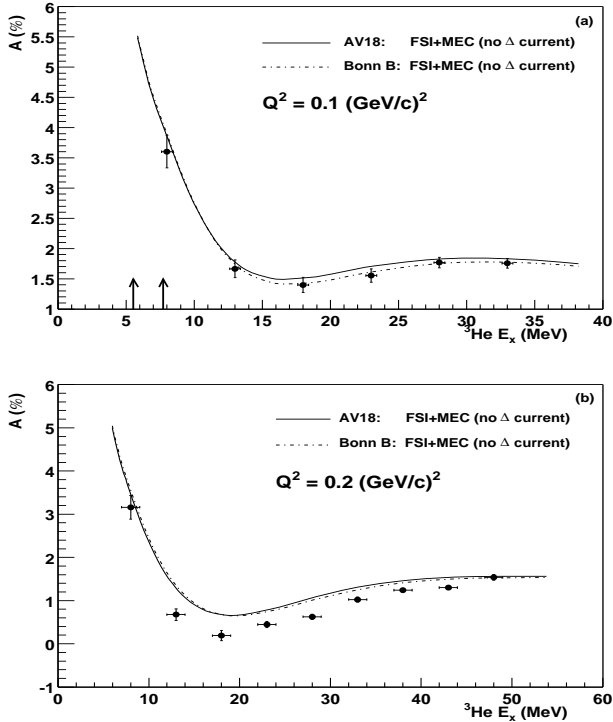 (a)
A (%)
AV18: FSI+MEC (no Δ current)
Bonn B: FSI+MEC (no Δ current)
Q² = 0.1 (GeV/c)²
6
5.5
5
4.5
4
3.5
3
2.5
2
1.5
1
0 5 10 15 20 25 30 35 40
³He Eₓ (MeV)
(b)
A (%)
AV18: FSI+MEC (no Δ current)
Bonn B: FSI+MEC (no Δ current)
Q² = 0.2 (GeV/c)²
6
5
4
3
2
1
0
-1
0 10 20 30 40 50 60
³He Eₓ (MeV)